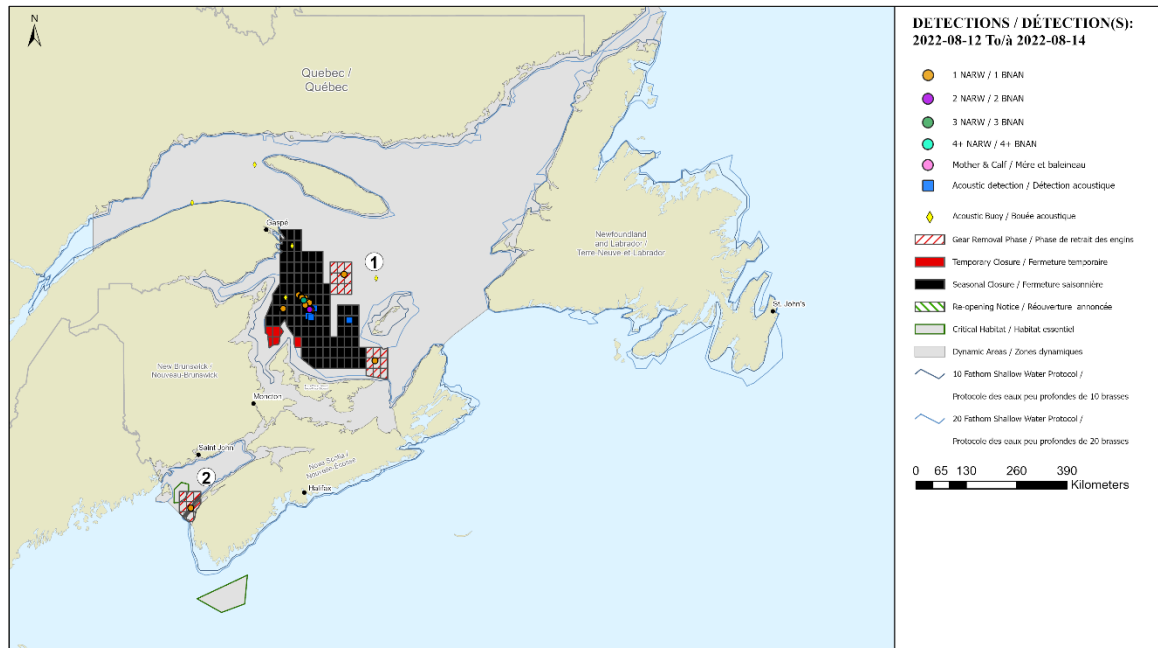 N
Quebec /
Québec
Gaspé
1
Newfoundland
and Labrador /
Terre-Neuve-et-Labrador
St. John's
New Brunswick /
Nouveau-Brunswick
Moncton
Saint John
2
Nova Scotia /
Nouvelle-Écosse
Halifax
DETECTIONS / DÉTECTION(S):
2022-08-12 To/à 2022-08-14
1 NARW / 1 BNAN
2 NARW / 2 BNAN
3 NARW / 3 BNAN
4+ NARW / 4+ BNAN
Mother & Calf / Mére et baleineau
Acoustic detection / Détection acoustique
Acoustic Buoy / Bouée acoustique
Gear Removal Phase / Phase de retrait des engins
Temporary Closure / Fermeture temporaire
Seasonal Closure / Fermeture saisonnière
Re-opening Notice / Réouverture annoncée
Critical Habitat / Habitat essentiel
Dynamic Areas / Zones dynamiques
10 Fathom Shallow Water Protocol /
Protocole des eaux peu profondes de 10 brasses
20 Fathom Shallow Water Protocol /
Protocole des eaux peu profondes de 20 brasses
0 65 130 260 390
Kilometers